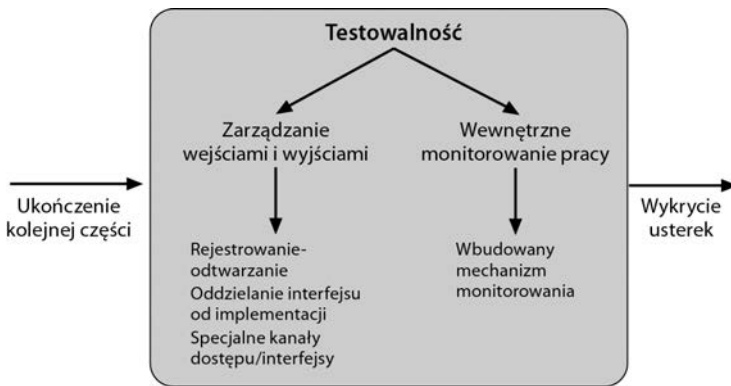 Testowalność
Zarządzanie
wejściami i wyjściami
Wewnętrzne
monitorowanie pracy
Ukończenie
kolejnej części
Wykrycie
usterek
Rejestrowanie-
odtwarzanie
Oddzielanie interfejsu
od implementacji
Specjalne kanały
dostępu/interfejsy
Wbudowany
mechanizm
monitorowania